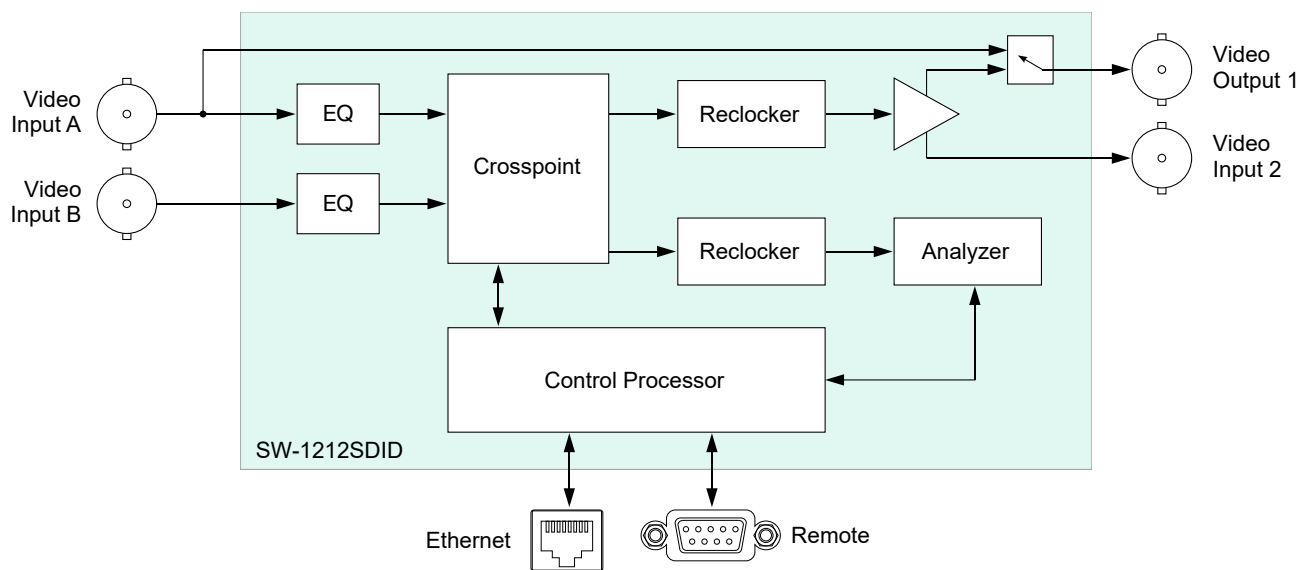 Video
Output 1
Video
Input A
EQ
Reclocker
Crosspoint
Video
Input 2
Video
Input B
EQ
Reclocker
Analyzer
Control Processor
SW-1212SDID
Ethernet
Remote